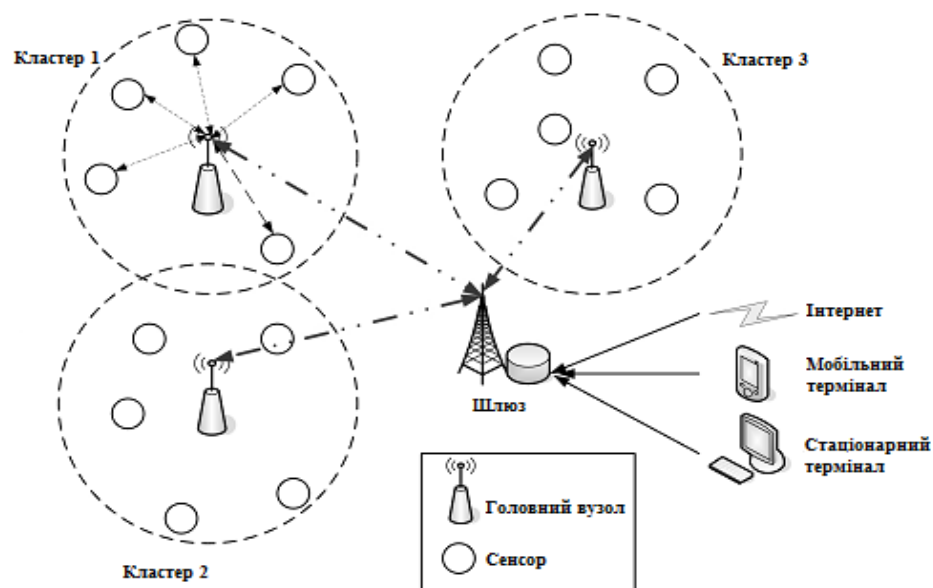 Кластер 1
Кластер 3
Інтернет
Мобільний
термінал
Шлюз
Стаціонарний
термінал
Головний вузол
Сенсор
Кластер 2